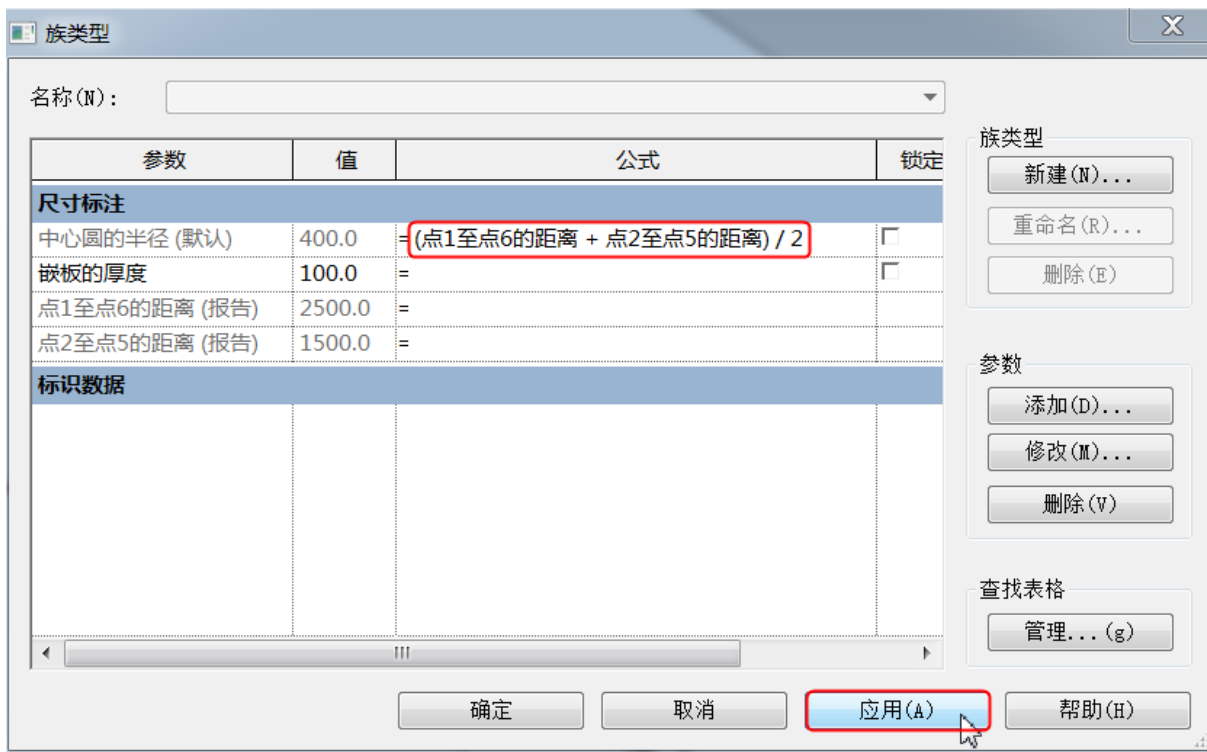 族类型
名称(N):
参数 值 公式 锁定
尺寸标注
中心圆的半径 (默认) 400.0 =(点1至点6的距离 + 点2至点5的距离) / 2
嵌板的厚度 100.0 =
点1至点6的距离 (报告) 2500.0 =
点2至点5的距离 (报告) 1500.0 =
标识数据
族类型
新建(N)...
重命名(R)...
删除(E)
参数
添加(D)...
修改(M)...
删除(V)
查找表格
管理...(g)
确定 取消 应用(A) 帮助(H)